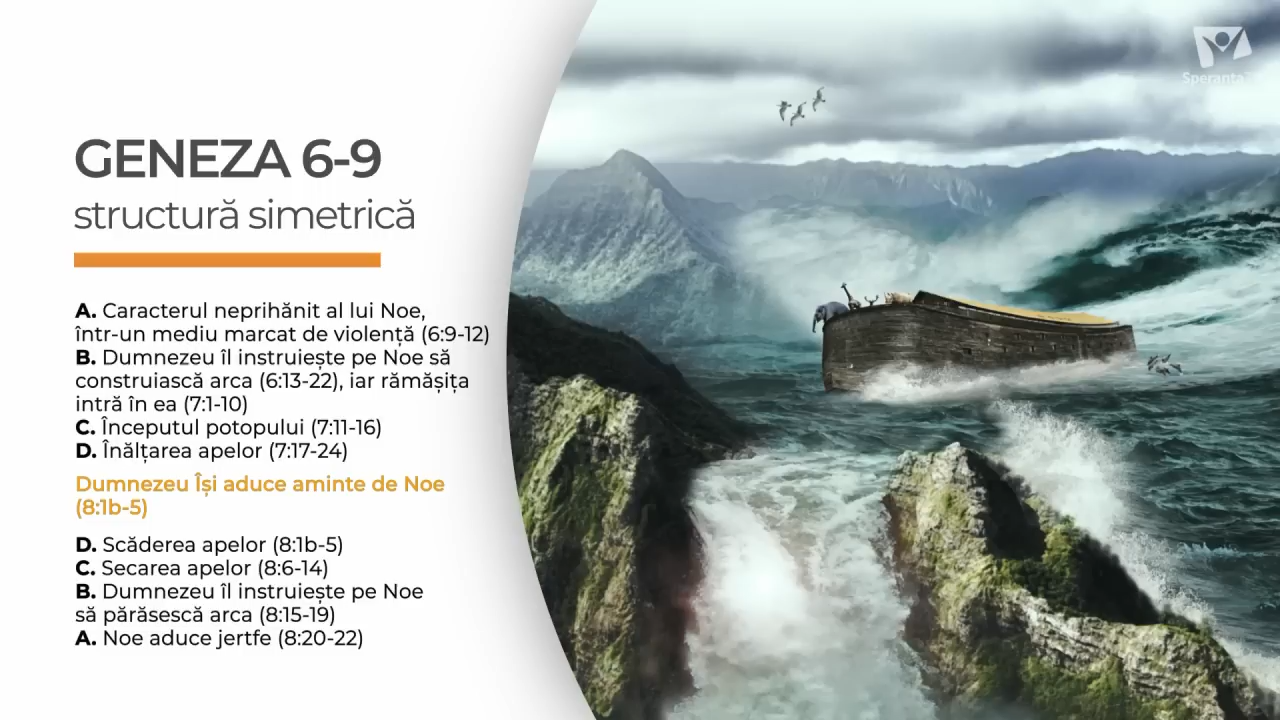 GENEZA 6-9
structură simetrică
A. Caracterul neprihănit al lui Noe,
într-un mediu marcat de violență (6:9-12)
B. Dumnezeu îl instruiește pe Noe să
construiască arca (6:13-22), iar rămășița
intră în ea (7:1-10)
C. Începutul potopului (7:11-16)
D. Înălțarea apelor (7:17-24)
Dumnezeu Își aduce aminte de Noe
(8:1b-5)
D. Scăderea apelor (8:1b-5)
C. Secarea apelor (8:6-14)
B. Dumnezeu îl instruiește pe Noe
să părăsescă arca (8:15-19)
A. Noe aduce jertfe (8:20-22)
Speranta